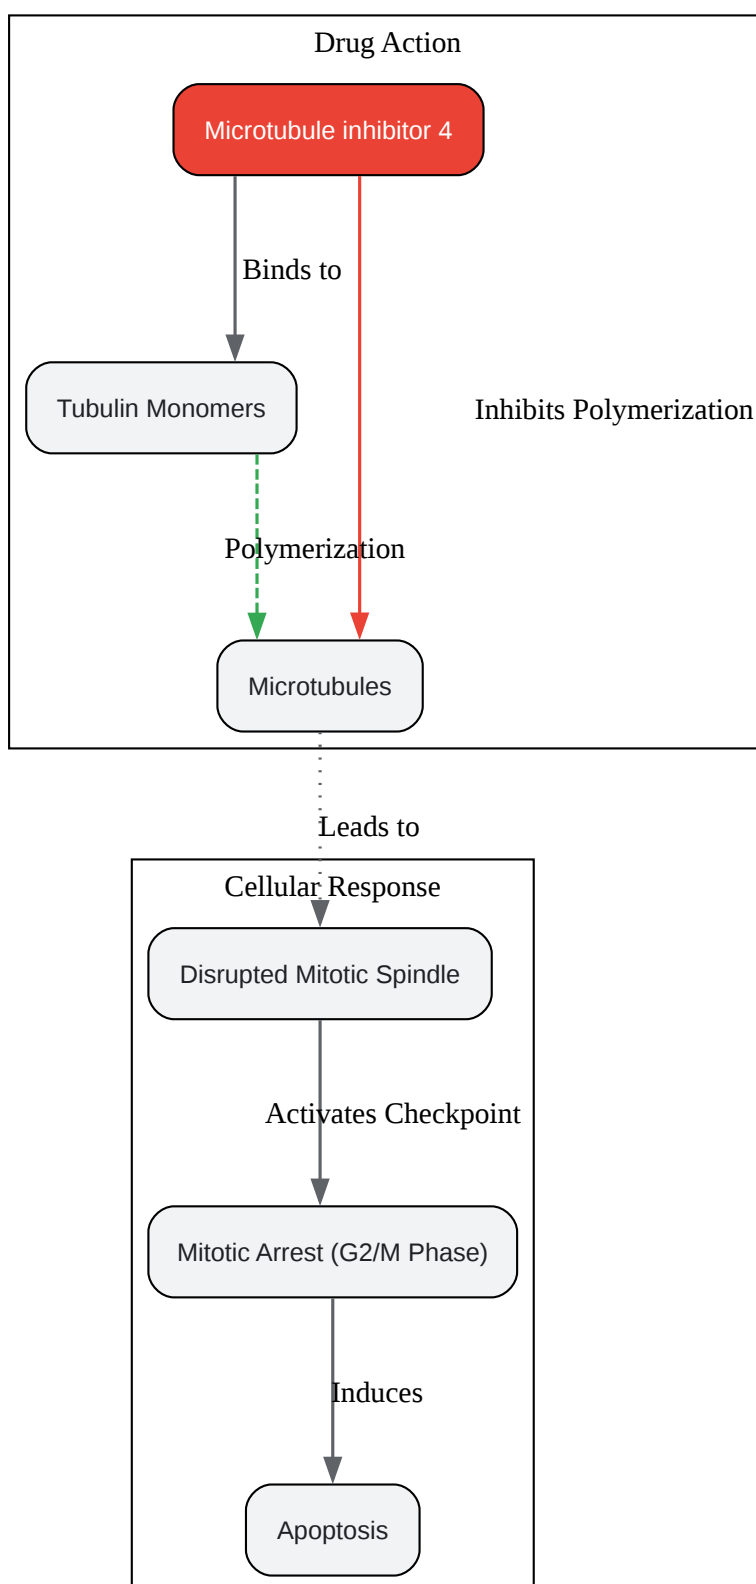 Drug Action
Microtubule inhibitor 4
Binds to
Tubulin Monomers
Inhibits Polymerization
Polymerization
Microtubules
Leads to
Cellular Response
Disrupted Mitotic Spindle
Activates Checkpoint
Mitotic Arrest (G2/M Phase)
Induces
Apoptosis